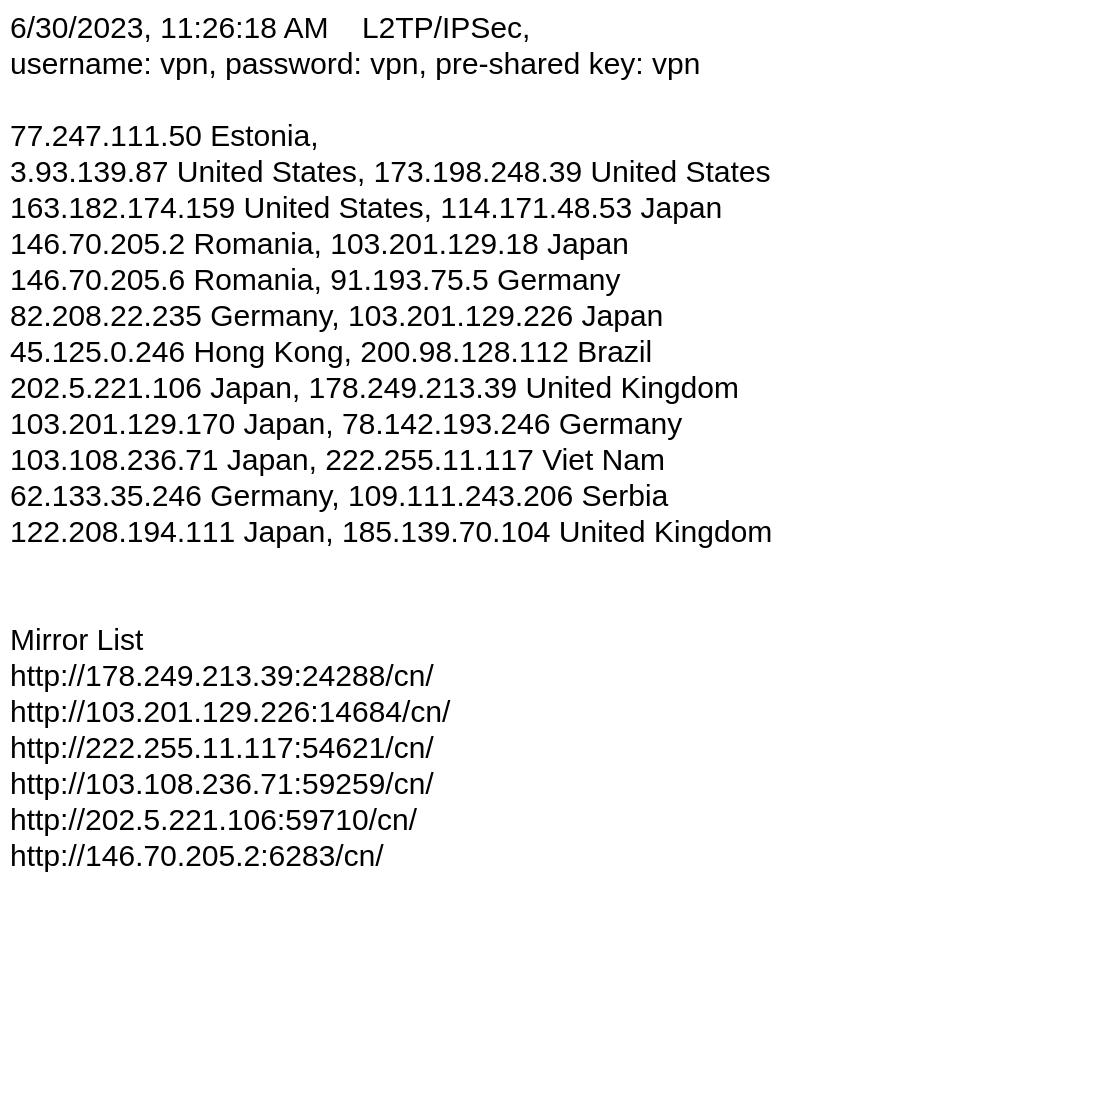 6/30/2023, 11:26:18 AM    L2TP/IPSec,
username: vpn, password: vpn, pre-shared key: vpn

77.247.111.50 Estonia,
3.93.139.87 United States, 173.198.248.39 United States
163.182.174.159 United States, 114.171.48.53 Japan
146.70.205.2 Romania, 103.201.129.18 Japan
146.70.205.6 Romania, 91.193.75.5 Germany
82.208.22.235 Germany, 103.201.129.226 Japan
45.125.0.246 Hong Kong, 200.98.128.112 Brazil
202.5.221.106 Japan, 178.249.213.39 United Kingdom
103.201.129.170 Japan, 78.142.193.246 Germany
103.108.236.71 Japan, 222.255.11.117 Viet Nam
62.133.35.246 Germany, 109.111.243.206 Serbia
122.208.194.111 Japan, 185.139.70.104 United Kingdom

Mirror List
http://178.249.213.39:24288/cn/
http://103.201.129.226:14684/cn/
http://222.255.11.117:54621/cn/
http://103.108.236.71:59259/cn/
http://202.5.221.106:59710/cn/
http://146.70.205.2:6283/cn/